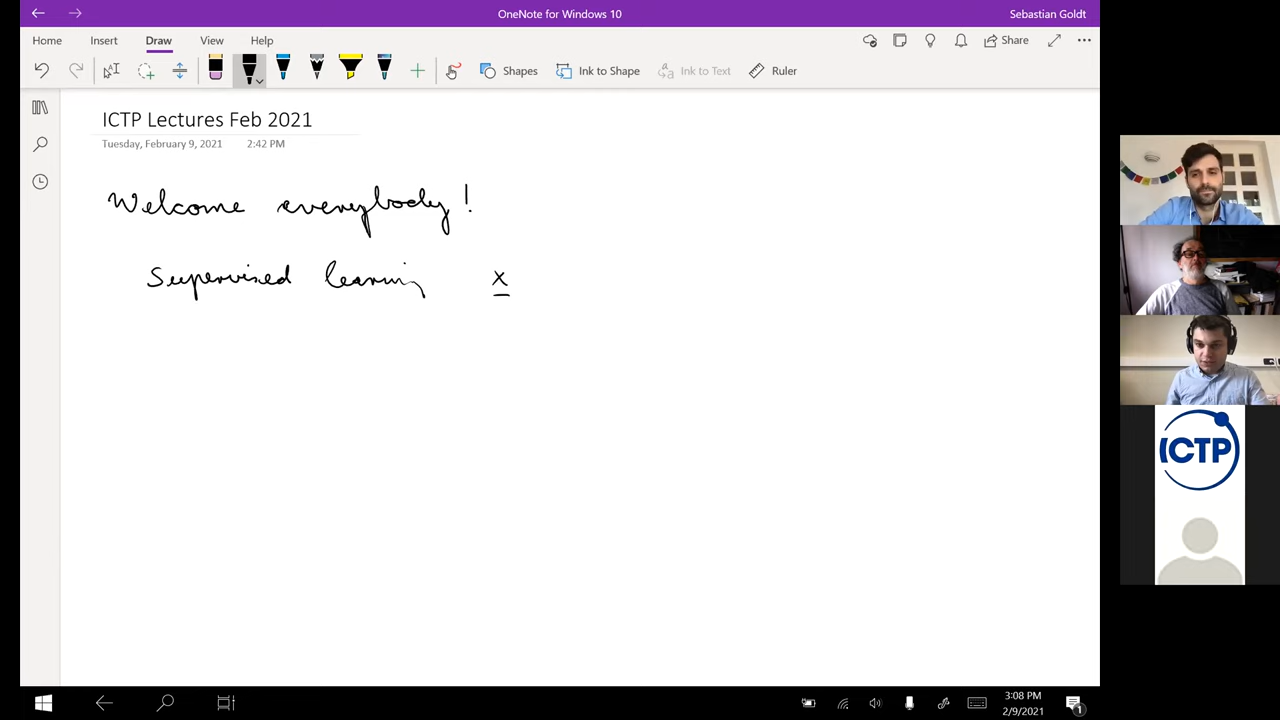 OneNote for Windows 10
Sebastian Goldt
Home Insert Draw View Help
Share
Shapes Ink to Shape Ink to Text Ruler
ICTP Lectures Feb 2021
Tuesday, February 9, 2021 2:42 PM
Welcome everybody!
Supervised learning x
ICTP
3:08 PM
2/9/2021
1